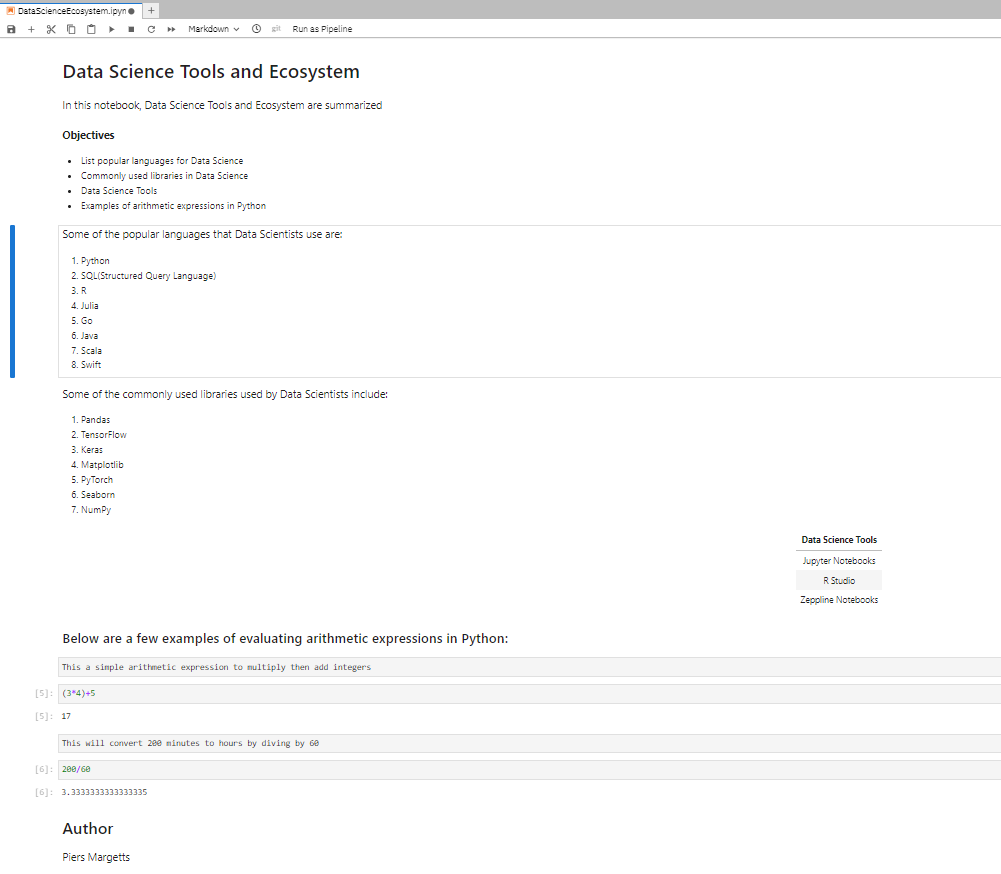 DataScienceEcosystem.ipyn
Markdown
git
Run as Pipeline
Data Science Tools and Ecosystem
In this notebook, Data Science Tools and Ecosystem are summarized
Objectives
• List popular languages for Data Science
• Commonly used libraries in Data Science
• Data Science Tools
• Examples of arithmetic expressions in Python
Some of the popular languages that Data Scientists use are:
1. Python
2. SQL(Structured Query Language)
3. R
4. Julia
5. Go
6. Java
7. Scala
8. Swift
Some of the commonly used libraries used by Data Scientists include:
1. Pandas
2. TensorFlow
3. Keras
4. Matplotlib
5. PyTorch
6. Seaborn
7. NumPy
Data Science Tools
Jupyter Notebooks
R Studio
Zeppline Notebooks
Below are a few examples of evaluating arithmetic expressions in Python:
This a simple arithmetic expression to multiply then add integers
[5]: (3*4)+5
[5]: 17
This will convert 200 minutes to hours by diving by 60
[6]: 200/60
[6]: 3.3333333333333335
Author
Piers Margetts